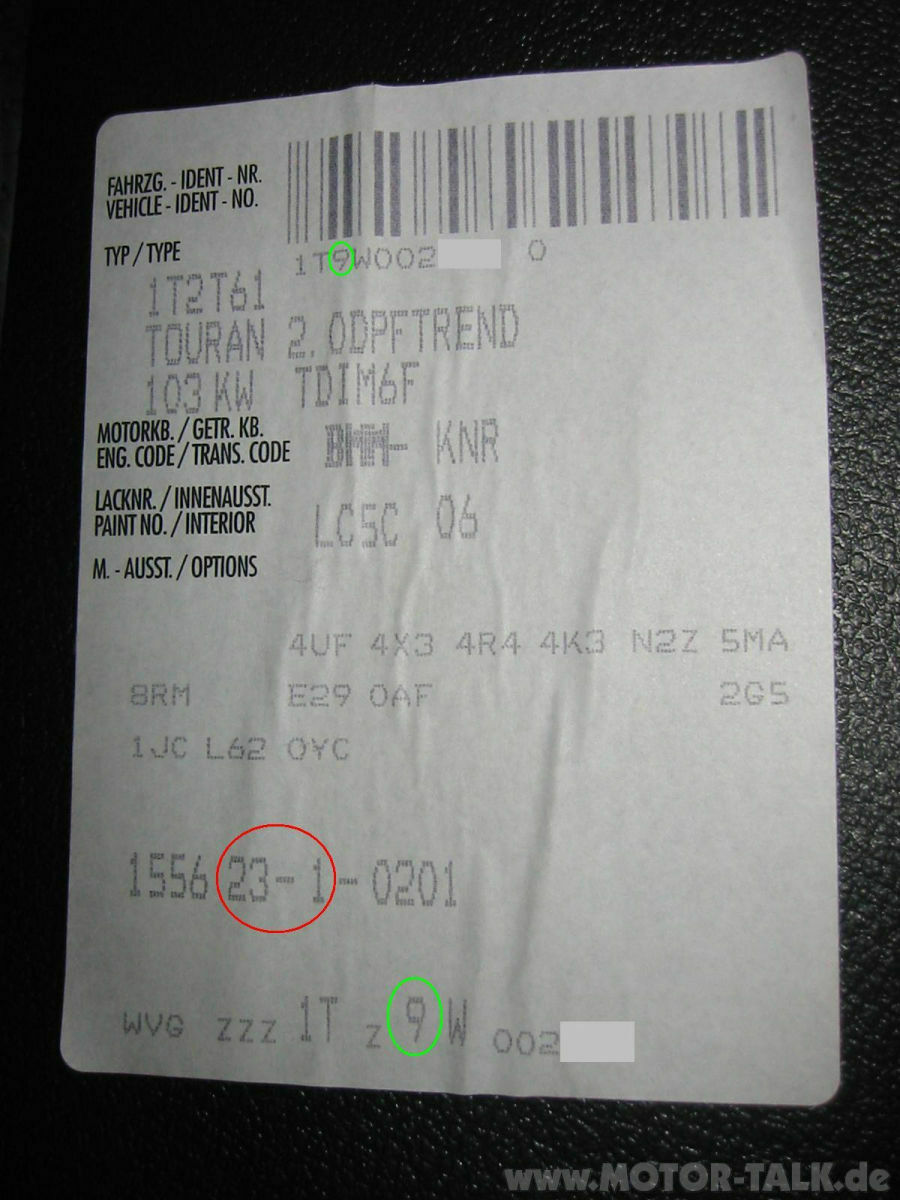 FAHRZG. - IDENT - NR.
VEHICLE - IDENT - NO.
1T9W002 0
TYP / TYPE
1T2T61
TOURAN 2.0DPFTREND
103 KW TDIM6F
MOTORKB. / GETR. KB.
ENG. CODE / TRANS. CODE
BMM- KNR
LACKNR. / INNENAUSST.
PAINT NO. / INTERIOR
LC5C 06
M. - AUSST. / OPTIONS
4UF 4X3 4R4 4K3 N2Z 5MA
8RM E29 0AF 2G5
1JC L62 0YC
1556 23- 1-0201
WVG ZZZ 1T Z 9 W 002
www.MOTOR-TALK.de